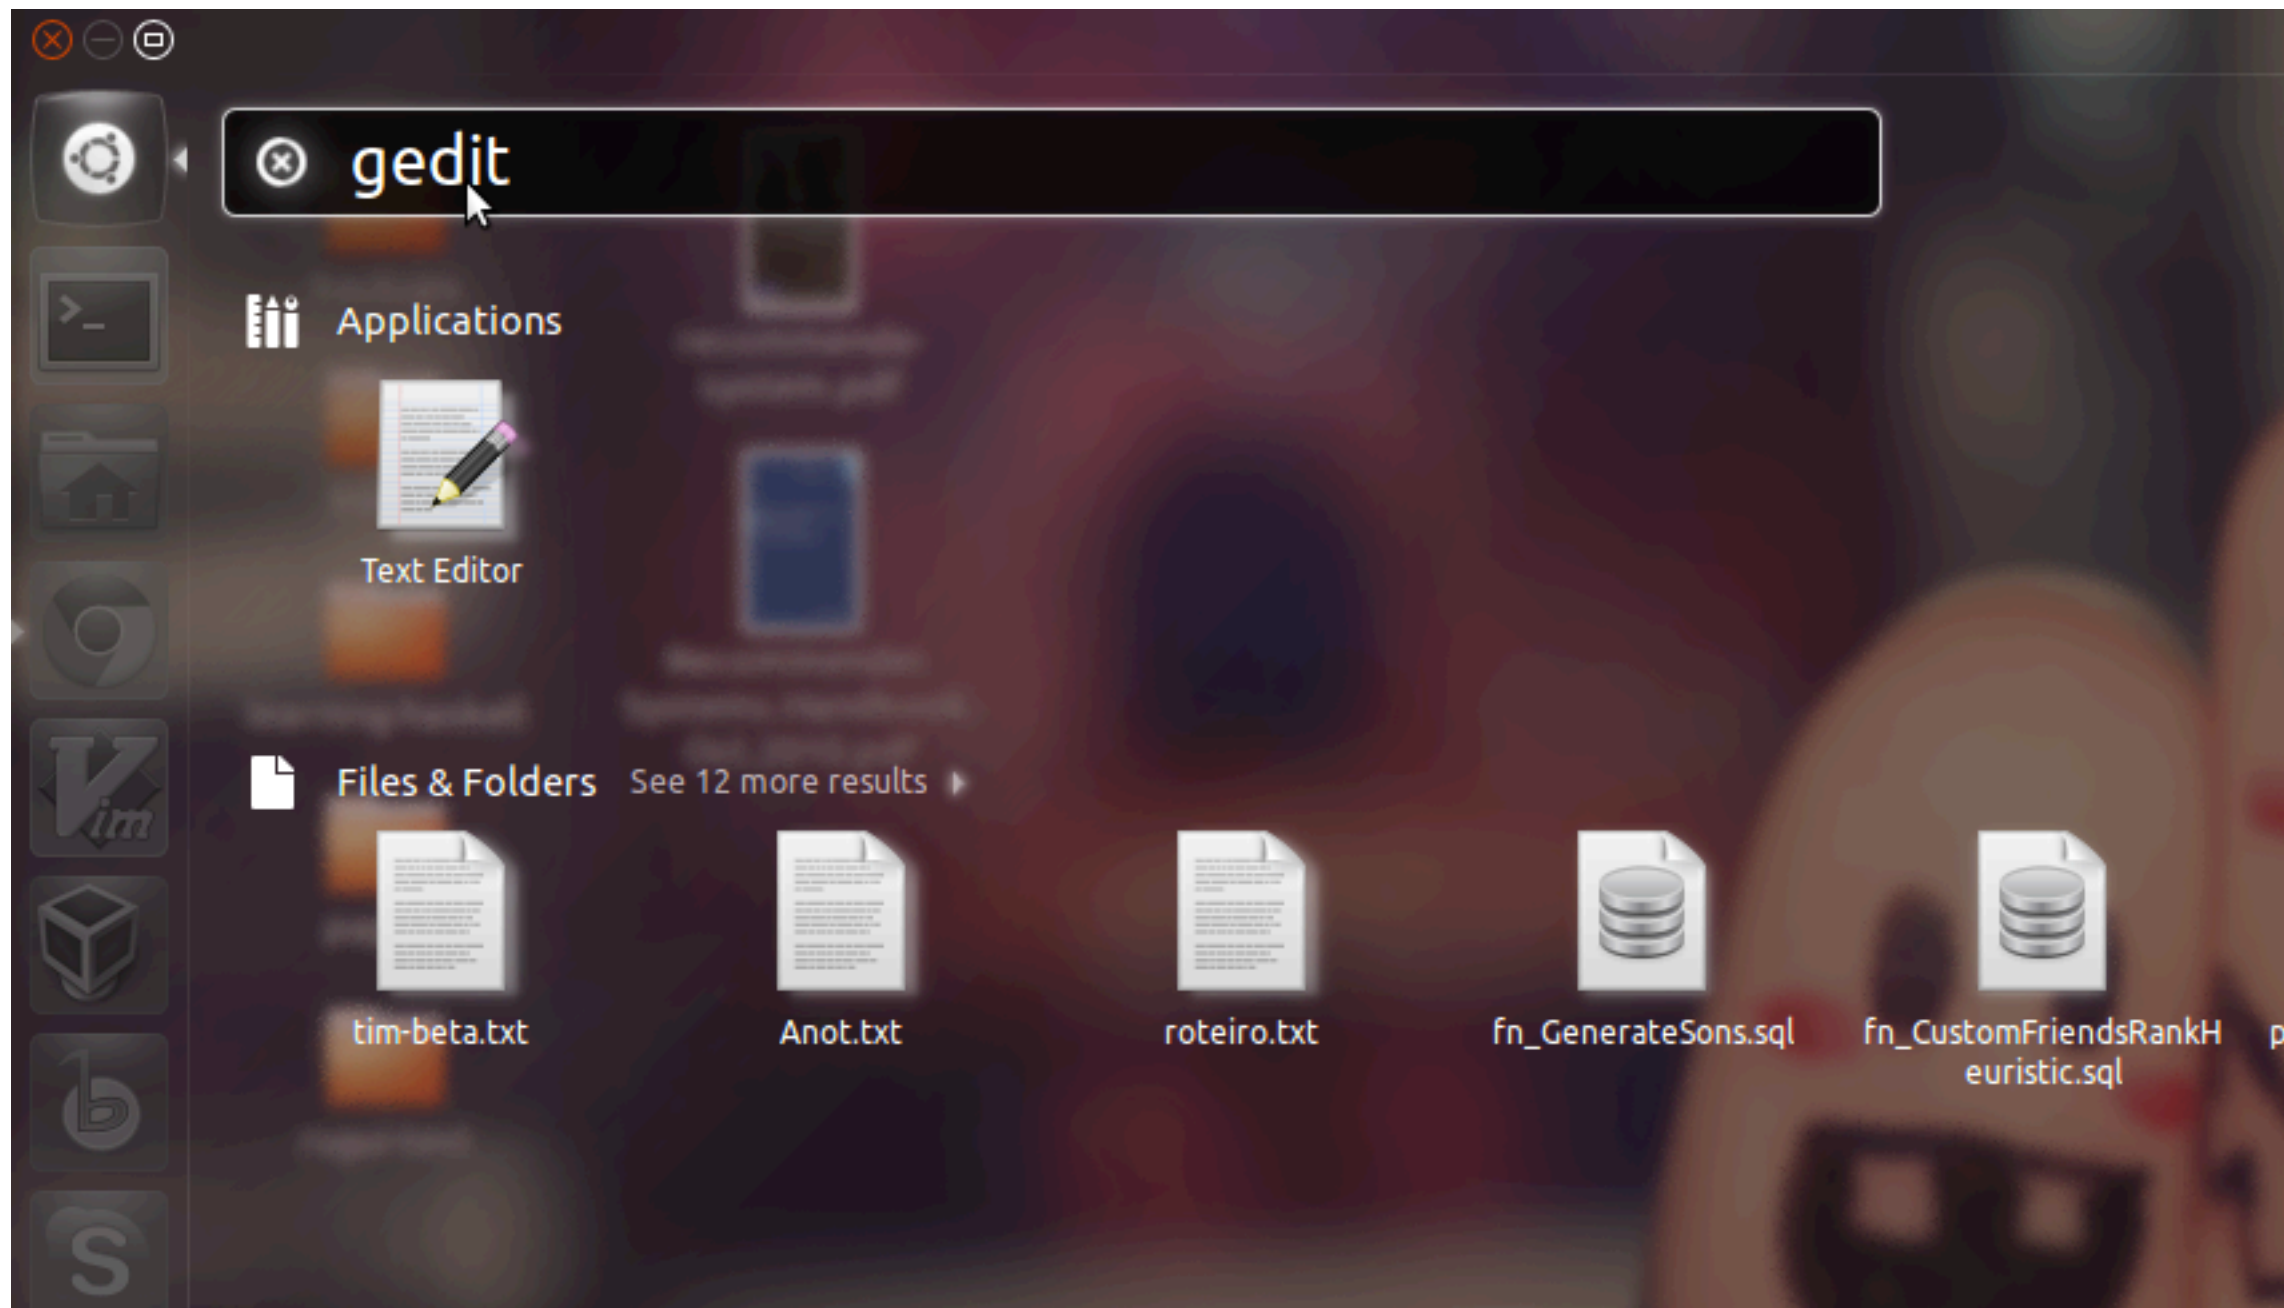 gedit
Applications
Text Editor
Files & Folders See 12 more results
tim-beta.txt Anot.txt roteiro.txt fn_GenerateSons.sql fn_CustomFriendsRankH
euristic.sql
Vim